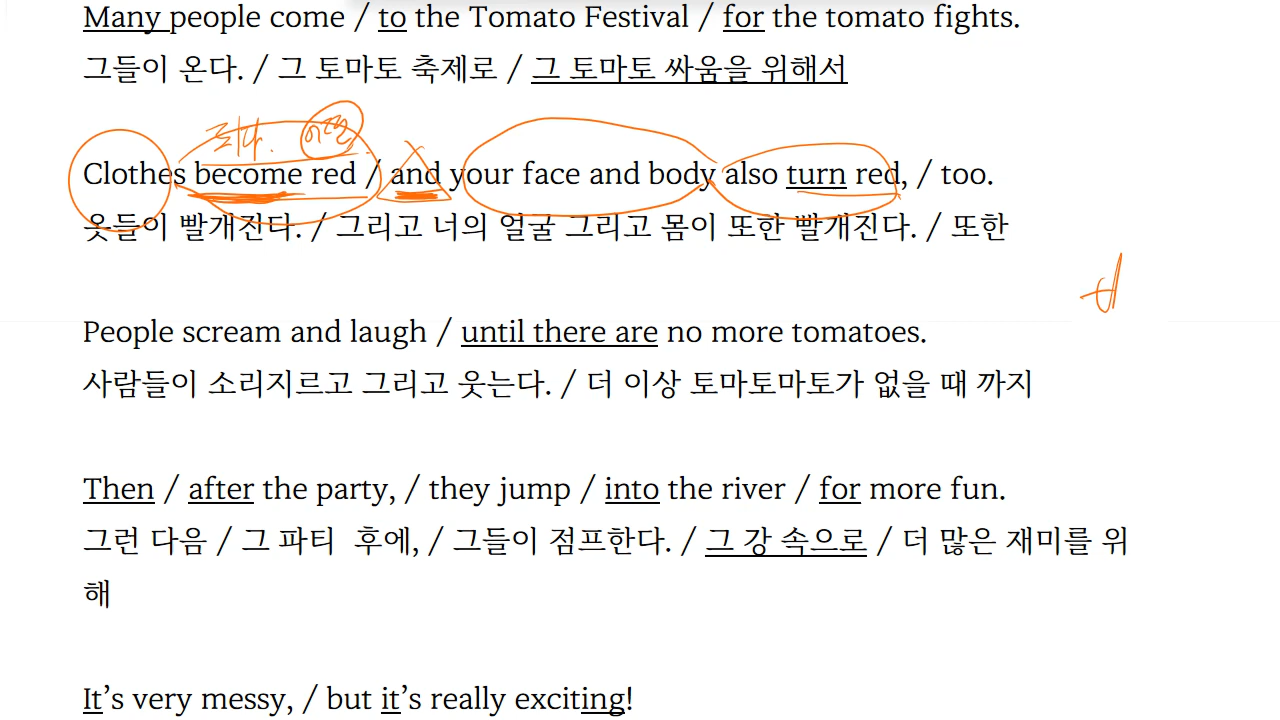 Many people come / to the Tomato Festival / for the tomato fights.
그들이 온다. / 그 토마토 축제로 / 그 토마토 싸움을 위해서
되다.
Clothes become red / and your face and body also turn red, / too.
옷들이 빨개진다. / 그리고 너의 얼굴 그리고 몸이 또한 빨개진다. / 또한
People scream and laugh / until there are no more tomatoes.
사람들이 소리지르고 그리고 웃는다. / 더 이상 토마토마토가 없을 때 까지
Then / after the party, / they jump / into the river / for more fun.
그런 다음 / 그 파티 후에, / 그들이 점프한다. / 그 강 속으로 / 더 많은 재미를 위
해
It's very messy, / but it's really exciting!